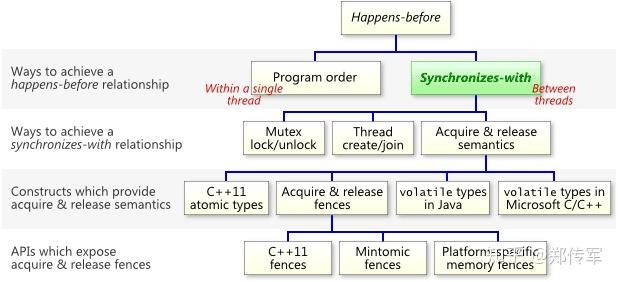 Happens-before
Ways to achieve a
happens-before relationship
Program order
Synchronizes-with
Within a single
thread
Between
threads
Ways to achieve a
synchronizes-with relationship
Mutex
lock/unlock
Thread
create/join
Acquire & release
semantics
Constructs which provide
acquire & release semantics
C++11
atomic types
Acquire & release
fences
volatile types
in Java
volatile types in
Microsoft C/C++
APIs which expose
acquire & release fences
C++11
fences
Mintomic
fences
Platform-specific
memory fences
知乎 @郑传军